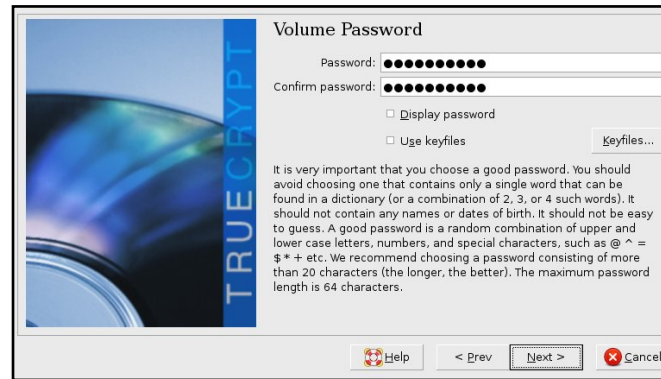 Volume Password
Password: ●●●●●●●●●●
Confirm password: ●●●●●●●●●●
Display password
Use keyfiles
Keyfiles...
It is very important that you choose a good password. You should
avoid choosing one that contains only a single word that can be
found in a dictionary (or a combination of 2, 3, or 4 such words). It
should not contain any names or dates of birth. It should not be easy
to guess. A good password is a random combination of upper and
lower case letters, numbers, and special characters, such as @ ^ =
$ * + etc. We recommend choosing a password consisting of more
than 20 characters (the longer, the better). The maximum password
length is 64 characters.
TRUECRYPT
Help
< Prev
Next >
Cancel